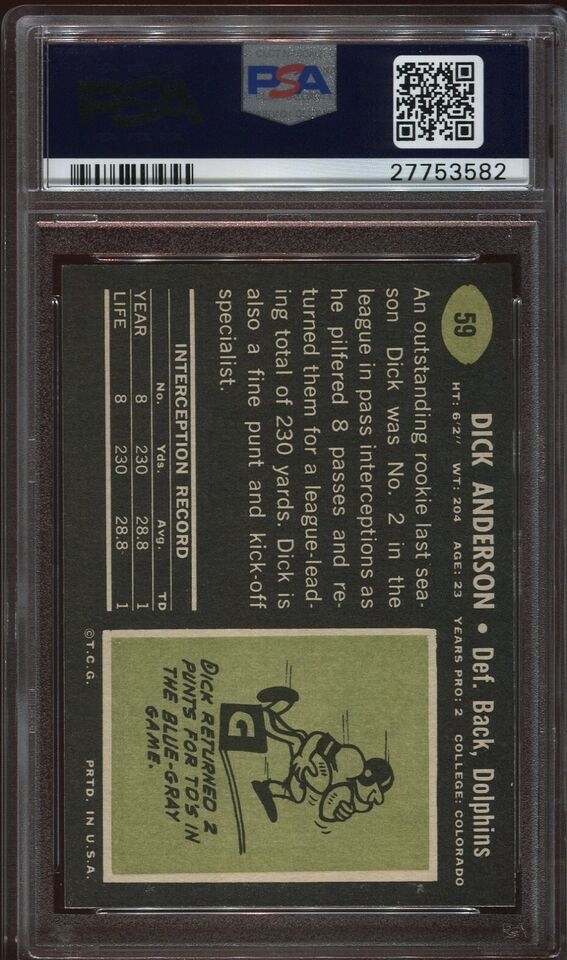 PSA
PSA
27753582
59
DICK ANDERSON • Def. Back, Dolphins
HT: 6'2" WT: 204 AGE: 23 YEARS PRO: 2 COLLEGE: COLORADO
An outstanding rookie last sea-
son Dick was No. 2 in the
league in pass interceptions as
he pilfered 8 passes and re-
turned them for a league-lead-
ing total of 230 yards. Dick is
also a fine punt and kick-off
specialist.
INTERCEPTION RECORD
No. Yds. Avg. TD
YEAR 8 230 28.8 1
LIFE 8 230 28.8 1
G
DICK RETURNED 2
PUNTS FOR TD'S IN
THE BLUE-GRAY
GAME.
©T.C.G. PRTD. IN U.S.A.